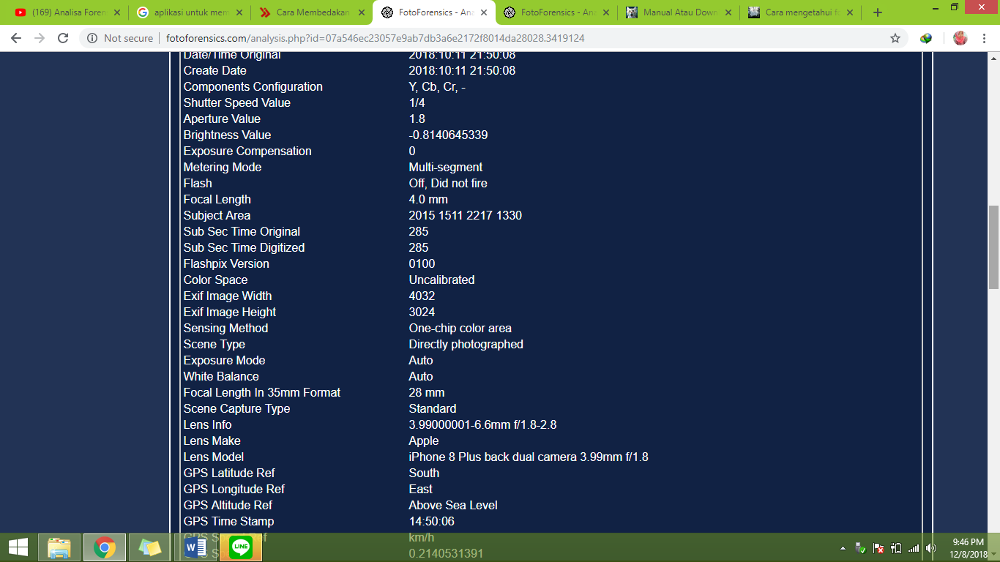 (169) Analisa Foren
aplikasi untuk mem
Cara Membedakan
FotoForensics - Ana
FotoForensics - Ana
Manual Atau Down
Cara mengetahui fu
Not secure | fotoforensics.com/analysis.php?id=07a546ec23057e9ab7db3a6e2172f8014da28028.3419124
Date/Time Original 2018:10:11 21:50:08
Create Date 2018:10:11 21:50:08
Components Configuration Y, Cb, Cr, -
Shutter Speed Value 1/4
Aperture Value 1.8
Brightness Value -0.8140645339
Exposure Compensation 0
Metering Mode Multi-segment
Flash Off, Did not fire
Focal Length 4.0 mm
Subject Area 2015 1511 2217 1330
Sub Sec Time Original 285
Sub Sec Time Digitized 285
Flashpix Version 0100
Color Space Uncalibrated
Exif Image Width 4032
Exif Image Height 3024
Sensing Method One-chip color area
Scene Type Directly photographed
Exposure Mode Auto
White Balance Auto
Focal Length In 35mm Format 28 mm
Scene Capture Type Standard
Lens Info 3.99000001-6.6mm f/1.8-2.8
Lens Make Apple
Lens Model iPhone 8 Plus back dual camera 3.99mm f/1.8
GPS Latitude Ref South
GPS Longitude Ref East
GPS Altitude Ref Above Sea Level
GPS Time Stamp 14:50:06
km/h
0.2140531391
LINE
9:46 PM
12/8/2018